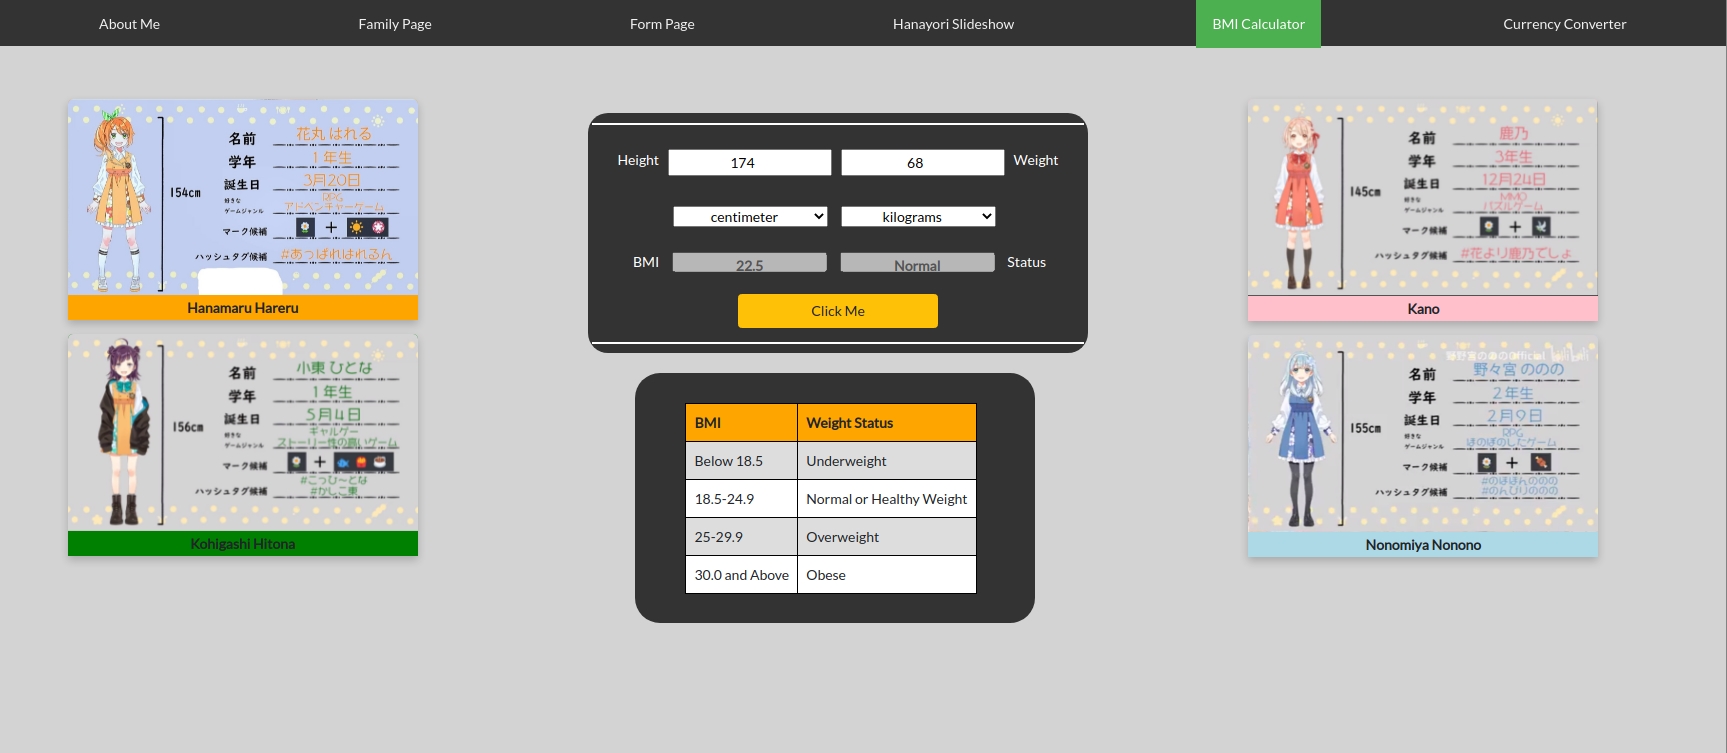 About Me
Family Page
Form Page
Hanayori Slideshow
BMI Calculator
Currency Converter
名前 花丸 はれる
学年 1年生
誕生日 3月20日
154cm
好きな
ゲームジャンル
RPG
アドベンチャーゲーム
マーク候補 +
ハッシュタグ候補 #あっぱれはれるん
Hanamaru Hareru
名前 小東 ひとな
学年 1年生
誕生日 5月4日
156cm
好きな
ゲームジャンル
ギャルゲー
ストーリー性の高いゲーム
マーク候補 +
ハッシュタグ候補
#こっひ〜とな
#かしこ東
Kohigashi Hitona
Height 174 68 Weight
centimeter kilograms
BMI 22.5 Normal Status
Click Me
BMI Weight Status
Below 18.5 Underweight
18.5-24.9 Normal or Healthy Weight
25-29.9 Overweight
30.0 and Above Obese
名前 鹿乃
学年 3年生
誕生日 12月24日
145cm
好きな
ゲームジャンル
MMO
パズルゲーム
マーク候補 +
ハッシュタグ候補 #花より鹿乃でしょ
Kano
野々宮のののOfficial bilibili
名前 野々宮 ののの
学年 2年生
誕生日 2月9日
155cm
好きな
ゲームジャンル
RPG
ほのぼのしたゲーム
マーク候補 +
ハッシュタグ候補
#のぼほんののの
#のんびりののの
Nonomiya Nonono